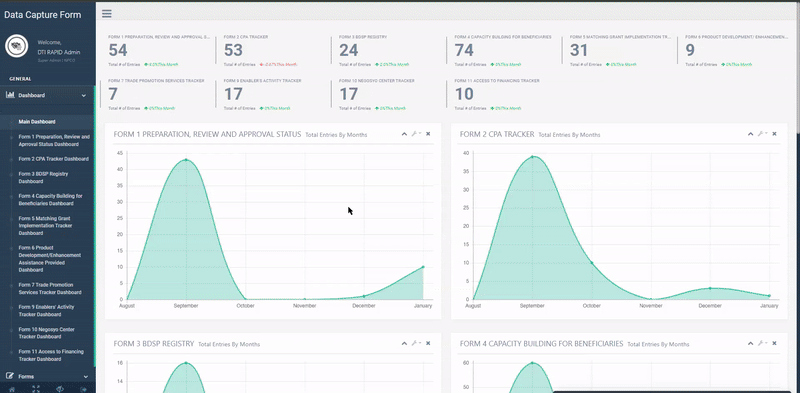 Data Capture Form
Welcome,
DTI RAPID Admin
GENERAL
Dashboard
Main Dashboard
Form 1 Preparation, Review and
Approval Status Dashboard
Form 2 CPA Tracker Dashboard
Form 3 BDSP Registry
Dashboard
Form 4 Capacity Building for
Beneficiaries Dashboard
Form 5 Matching Grant
Implementation Tracker
Dashboard
Form 6 Product
Development/Enhancement
Assistance Provided
Dashboard
Form 7 Trade Promotion
Services Tracker Dashboard
Form 9 Enablers' Activity
Tracker Dashboard
Form 10 Negosyo Center
Tracker Dashboard
Form 11 Access to Financing
Tracker Dashboard
Forms
FORM 1 PREPARATION, REVIEW AND APPROVAL S...
54
Total # of Entries 0.0%This Month
FORM 2 CPA TRACKER
53
Total # of Entries -0.67%This Month
FORM 3 BDSP REGISTRY
24
Total # of Entries 0%This Month
FORM 4 CAPACITY BUILDING FOR BENEFICIARIES
74
Total # of Entries 0%This Month
FORM 5 MATCHING GRANT IMPLEMENTATION TR...
31
Total # of Entries 0%This Month
FORM 6 PRODUCT DEVELOPMENT/ ENHANCEMEN...
9
Total # of Entries 0%This Month
FORM 7 TRADE PROMOTION SERVICES TRACKER
7
Total # of Entries 0%This Month
FORM 9 ENABLER'S ACTIVITY TRACKER
17
Total # of Entries 0%This Month
FORM 10 NEGOSYO CENTER TRACKER
17
Total # of Entries 0%This Month
FORM 11 ACCESS TO FINANCING TRACKER
10
Total # of Entries 0%This Month
FORM 1 PREPARATION, REVIEW AND APPROVAL STATUS Total Entries By Months
45
40
35
30
25
20
15
10
5
0
August September October November December January
FORM 2 CPA TRACKER Total Entries By Months
40
35
30
25
20
15
10
5
0
August September October November December January
FORM 3 BDSP REGISTRY Total Entries By Months
18
14
FORM 4 CAPACITY BUILDING FOR BENEFICIARIES Total Entries By Months
60
50